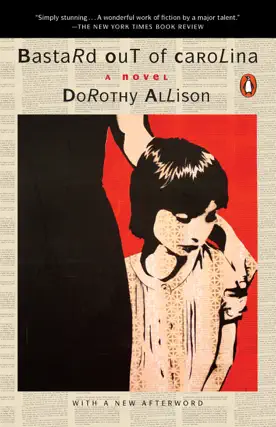 "Simply stunning . . . A wonderful work of fiction by a major talent."
—THE NEW YORK TIMES BOOK REVIEW
BastaRd ouT of caroLina
a novel
DoRothy ALLison
WITH A NEW AFTERWORD